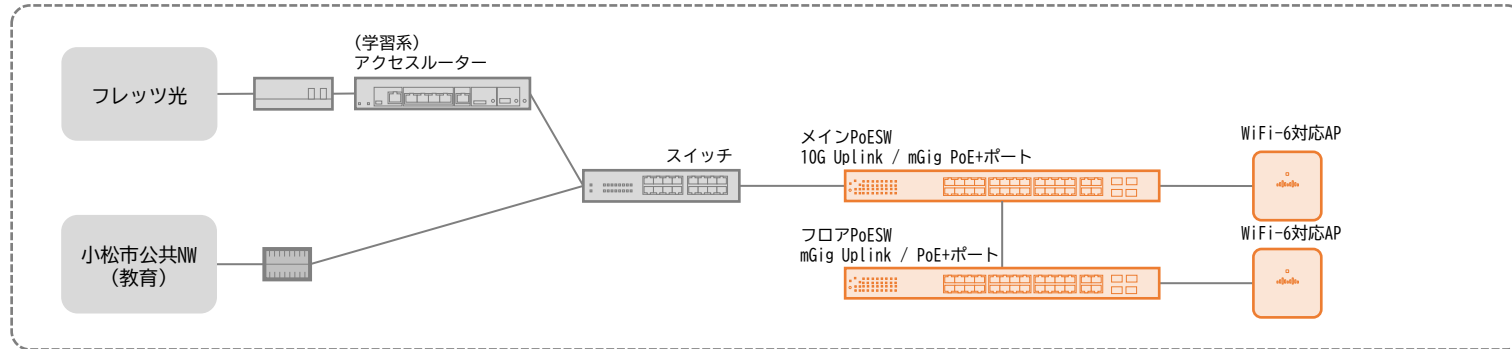 (学習系)
アクセスルーター
フレッツ光
スイッチ
メインPoESW
10G Uplink / mGig PoE+ポート
WiFi-6対応AP
小松市公共NW
(教育)
フロアPoESW
mGig Uplink / PoE+ポート
WiFi-6対応AP